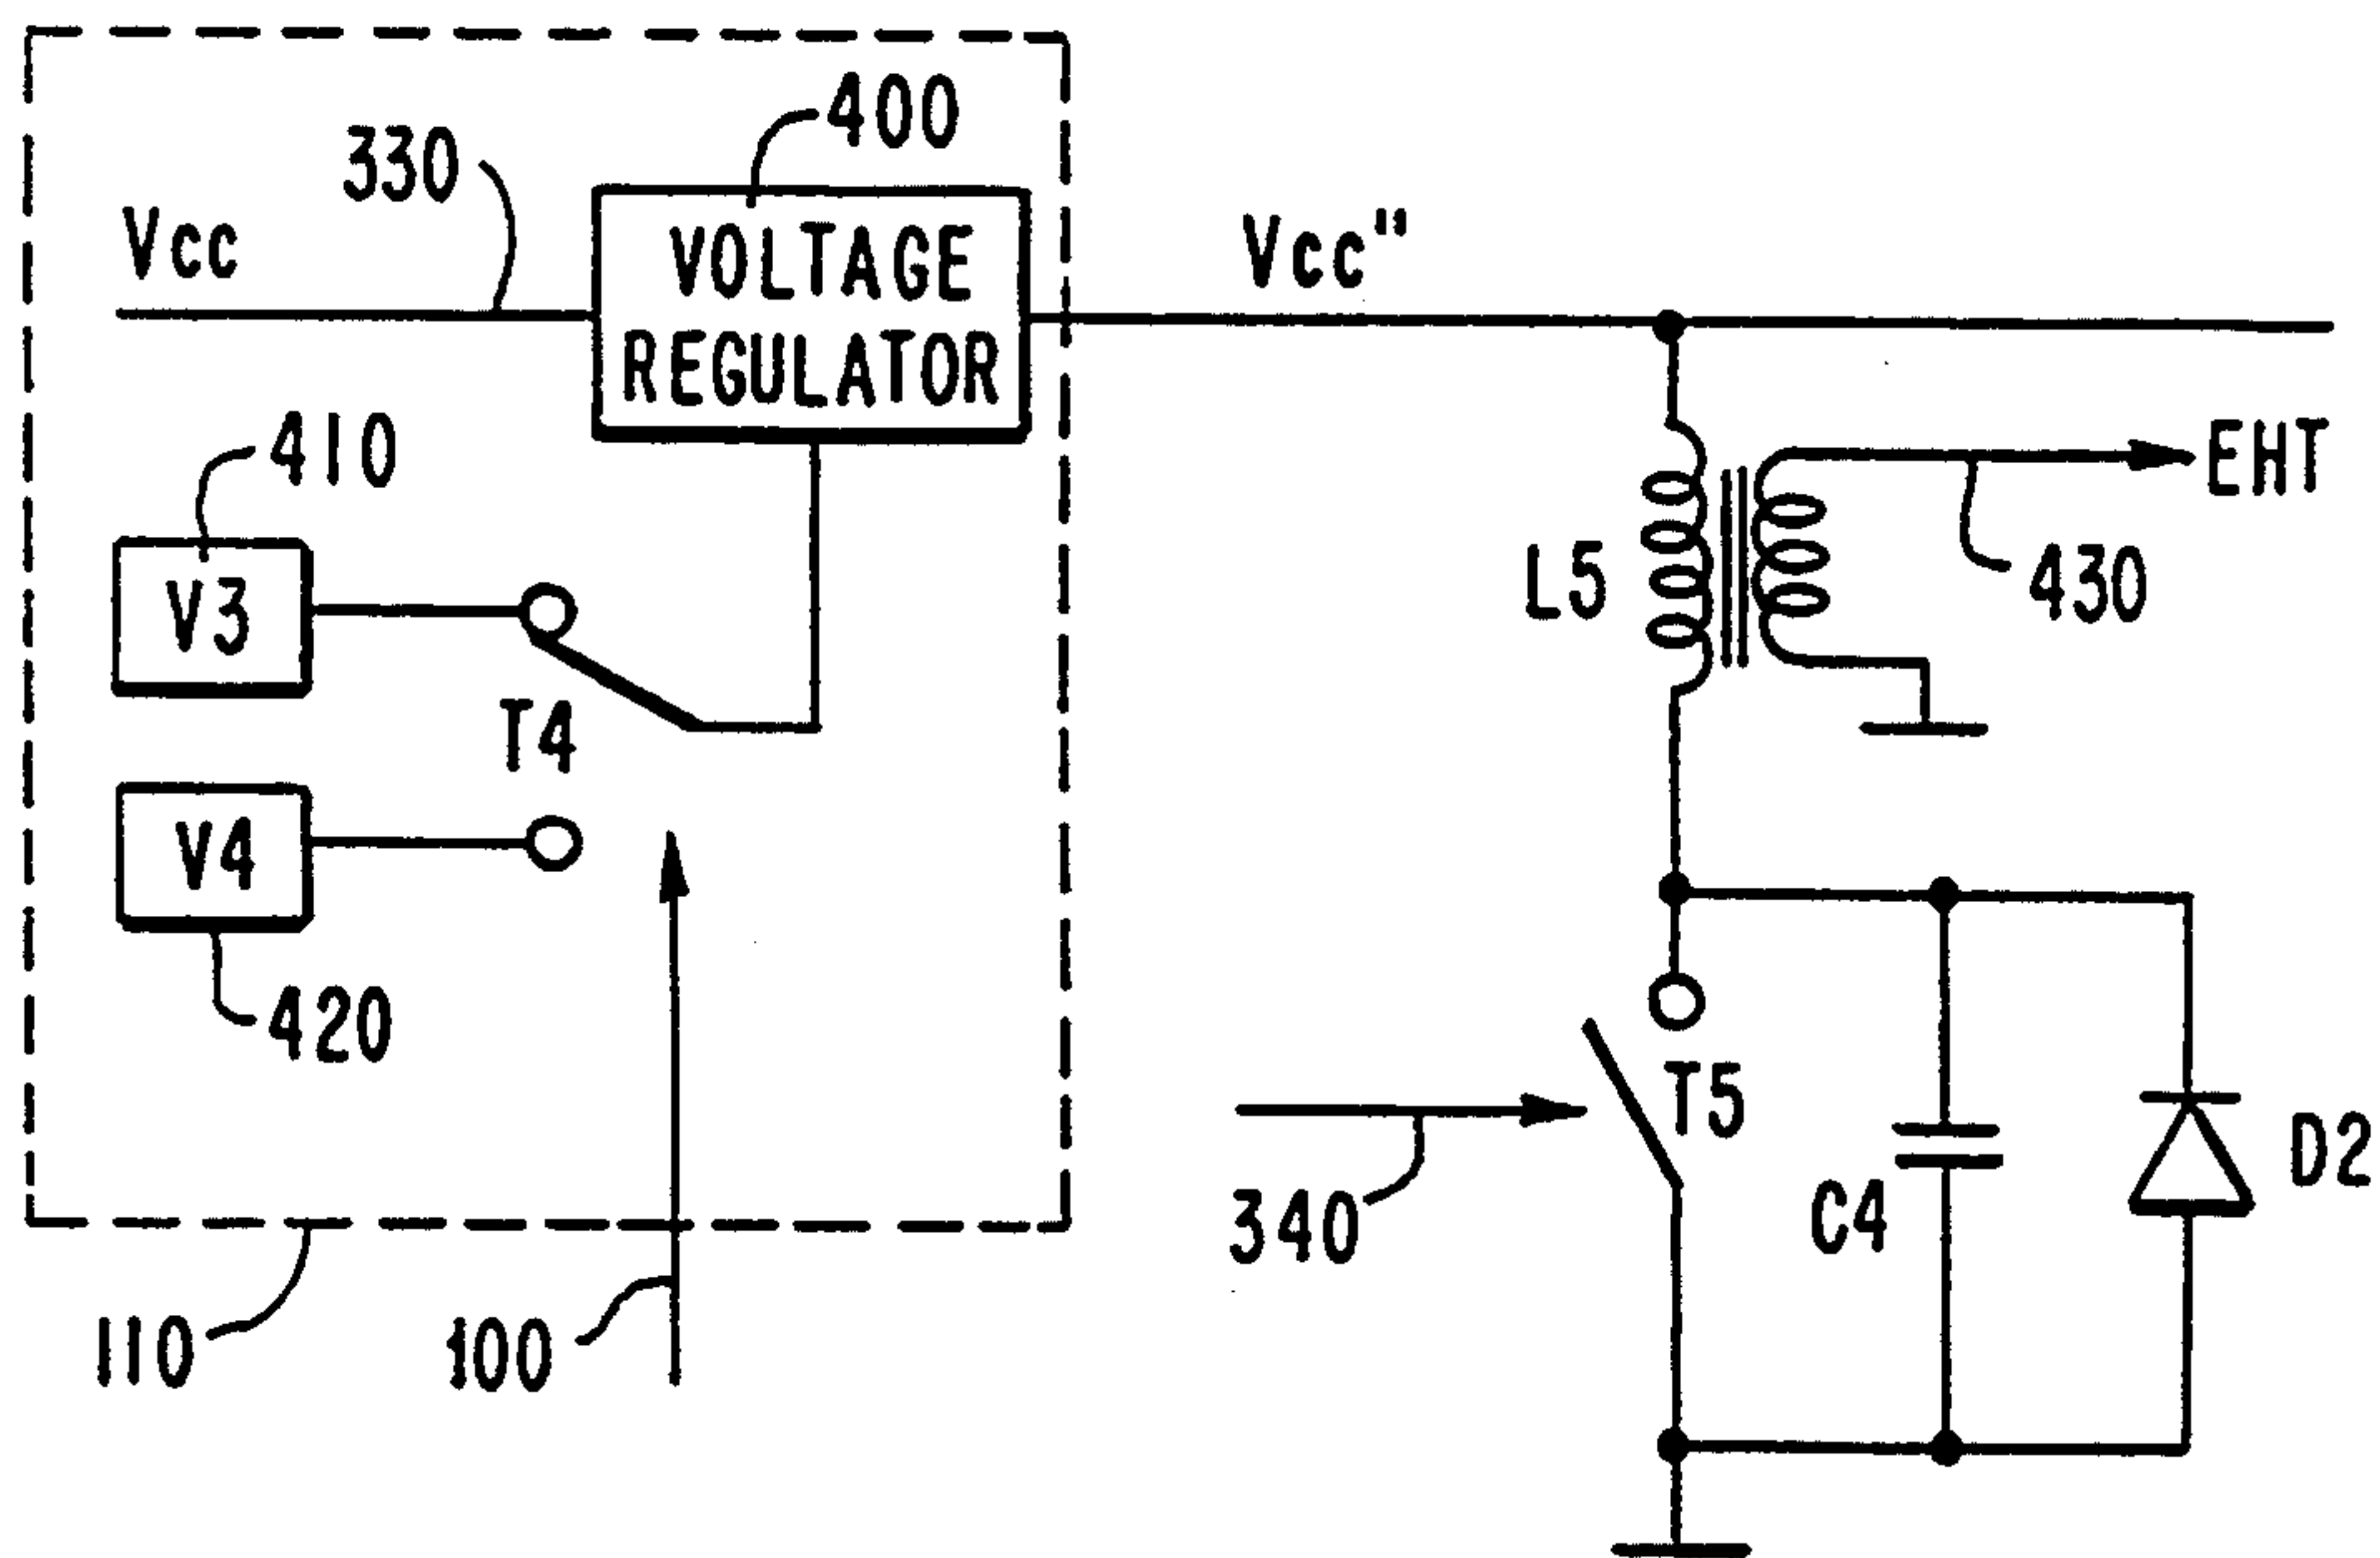 400
330
Vcc
VOLTAGE
REGULATOR
Vcc"
410
V3
EHT
L5
430
T4
V4
420
T5
340
C4
D2
110
100